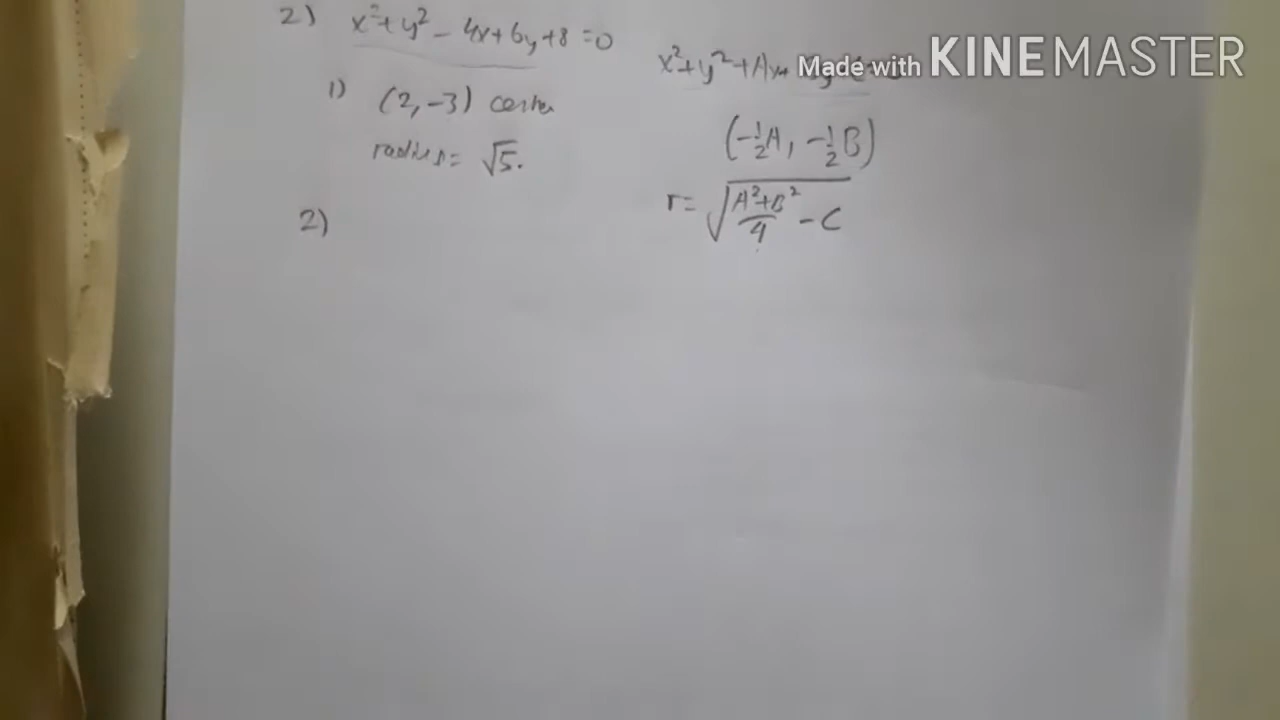 2) x²+y² - 4x+6y+8 =0
x²+y²+Ax+
Made with KINEMASTER
1) (2,-3) center
(-½A, -½B)
radius= √5.
r= √((A²+B²)/4 - C)
2)